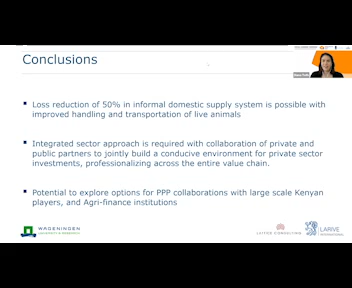 Conclusions
Loss reduction of 50% in informal domestic supply system is possible with
improved handling and transportation of live animals
Integrated sector approach is required with collaboration of private and
public partners to jointly build a conducive environment for private sector
investments, professionalizing across the entire value chain.
Potential to explore options for PPP collaborations with large scale Kenyan
players, and Agri-finance institutions
WAGENINGEN
UNIVERSITY & RESEARCH
LATTICE CONSULTING
LARIVE
INTERNATIONAL